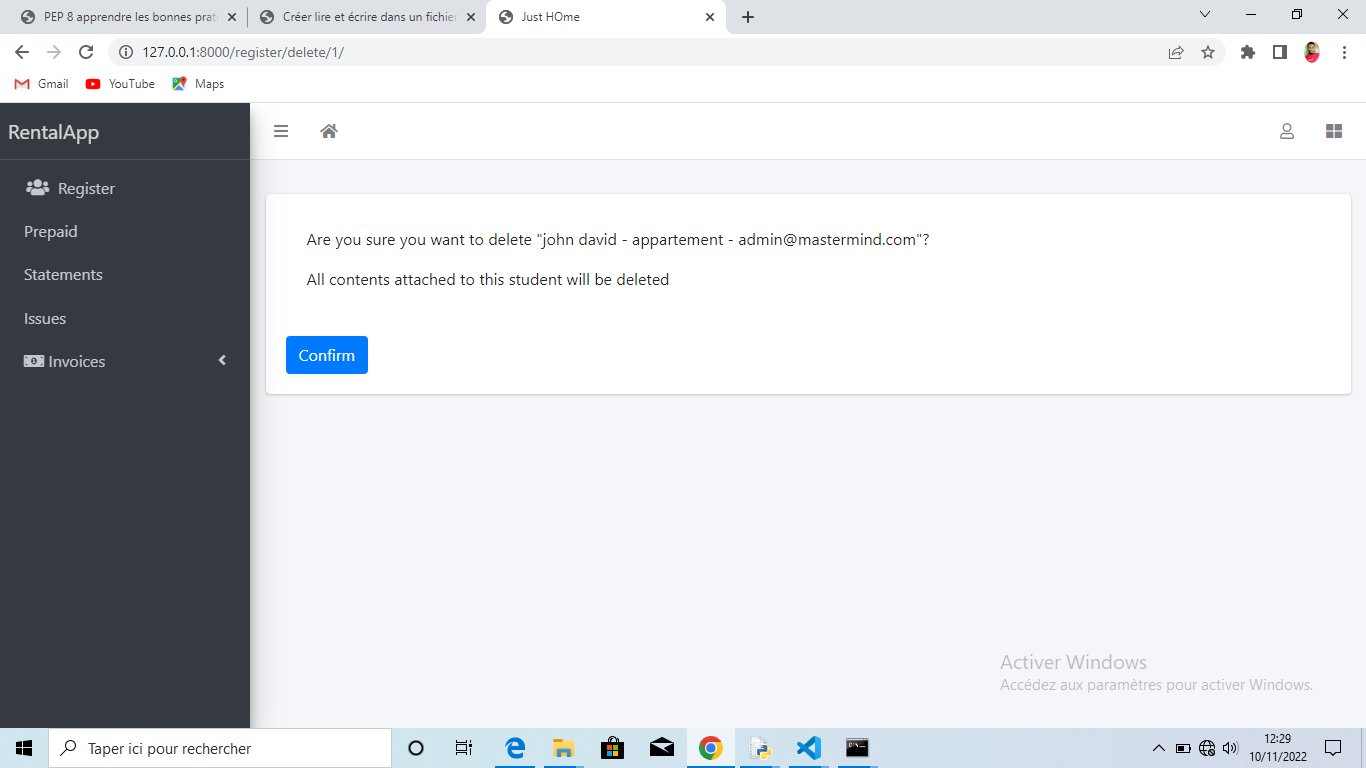 PEP 8 apprendre les bonnes prat
Créer lire et écrire dans un fichier
Just HOme
127.0.0.1:8000/register/delete/1/
Gmail
YouTube
Maps
RentalApp
Register
Prepaid
Statements
Issues
Invoices
Are you sure you want to delete "john david - appartement - admin@mastermind.com"?
All contents attached to this student will be deleted
Confirm
Activer Windows
Accédez aux paramètres pour activer Windows.
Taper ici pour rechercher
12:29
10/11/2022